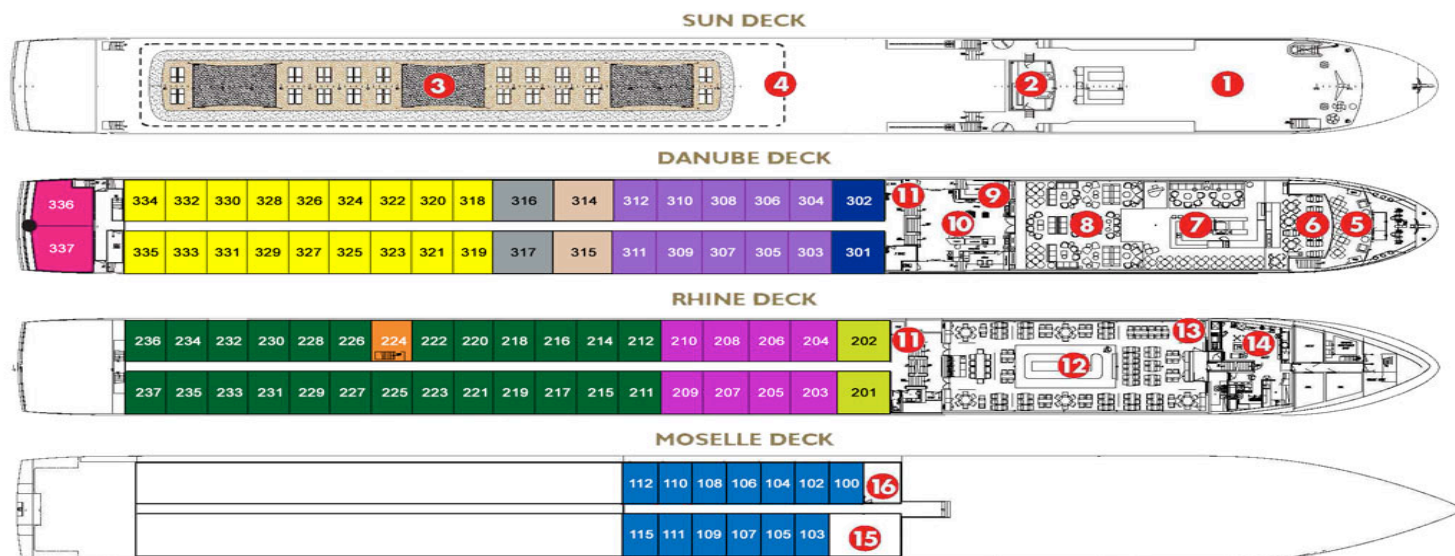 SUN DECK
3 4 2 1
DANUBE DECK
336 334 332 330 328 326 324 322 320 318 316 314 312 310 308 306 304 302 11 9
10 8 7 6 5
337 335 333 331 329 327 325 323 321 319 317 315 311 309 307 305 303 301
RHINE DECK
236 234 232 230 228 226 224 222 220 218 216 214 212 210 208 206 204 202 11 13 14
12
237 235 233 231 229 227 225 223 221 219 217 215 211 209 207 205 203 201
MOSELLE DECK
112 110 108 106 104 102 100 16
115 111 109 107 105 103 15